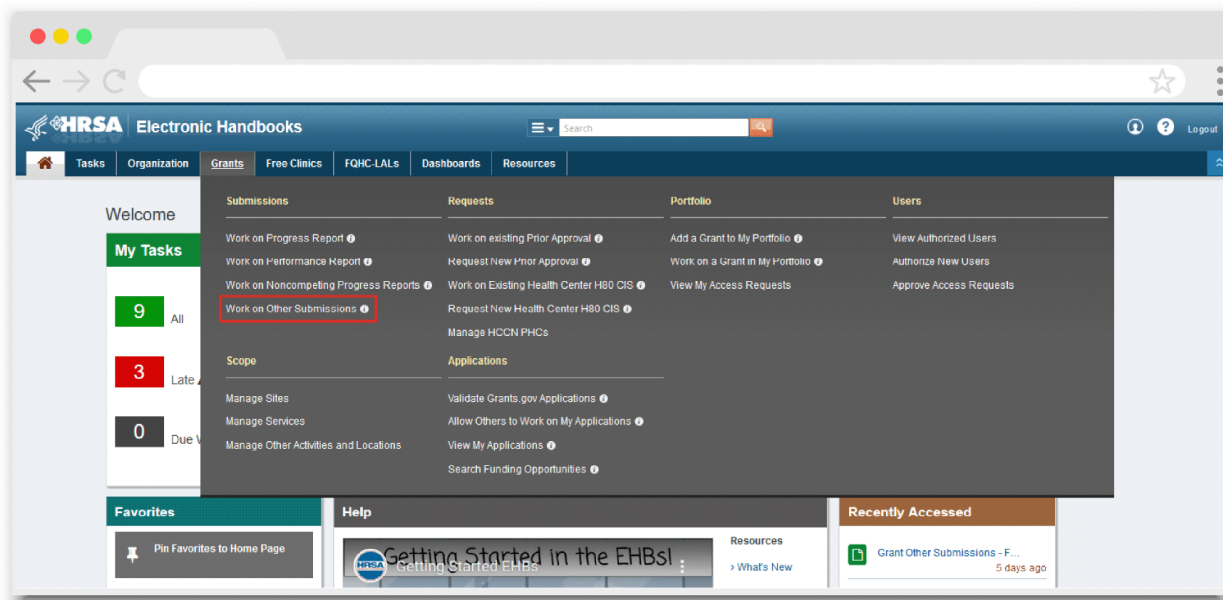 HRSA Electronic Handbooks
Search
Logout
Tasks Organization Grants Free Clinics FQHC-LALs Dashboards Resources
Welcome
My Tasks
9 All
3 Late
0 Due
Submissions
Work on Progress Report
Work on Performance Report
Work on Noncompeting Progress Reports
Work on Other Submissions
Requests
Work on existing Prior Approval
Request New Prior Approval
Work on Existing Health Center H80 CIS
Request New Health Center H80 CIS
Manage HCCN PHCs
Portfolio
Add a Grant to My Portfolio
Work on a Grant in My Portfolio
View My Access Requests
Users
View Authorized Users
Authorize New Users
Approve Access Requests
Scope
Manage Sites
Manage Services
Manage Other Activities and Locations
Applications
Validate Grants.gov Applications
Allow Others to Work on My Applications
View My Applications
Search Funding Opportunities
Favorites
Pin Favorites to Home Page
Help
Getting Started in the EHBs!
HRSA Getting Started EHBs
Resources
› What's New
Recently Accessed
Grant Other Submissions - F...
5 days ago